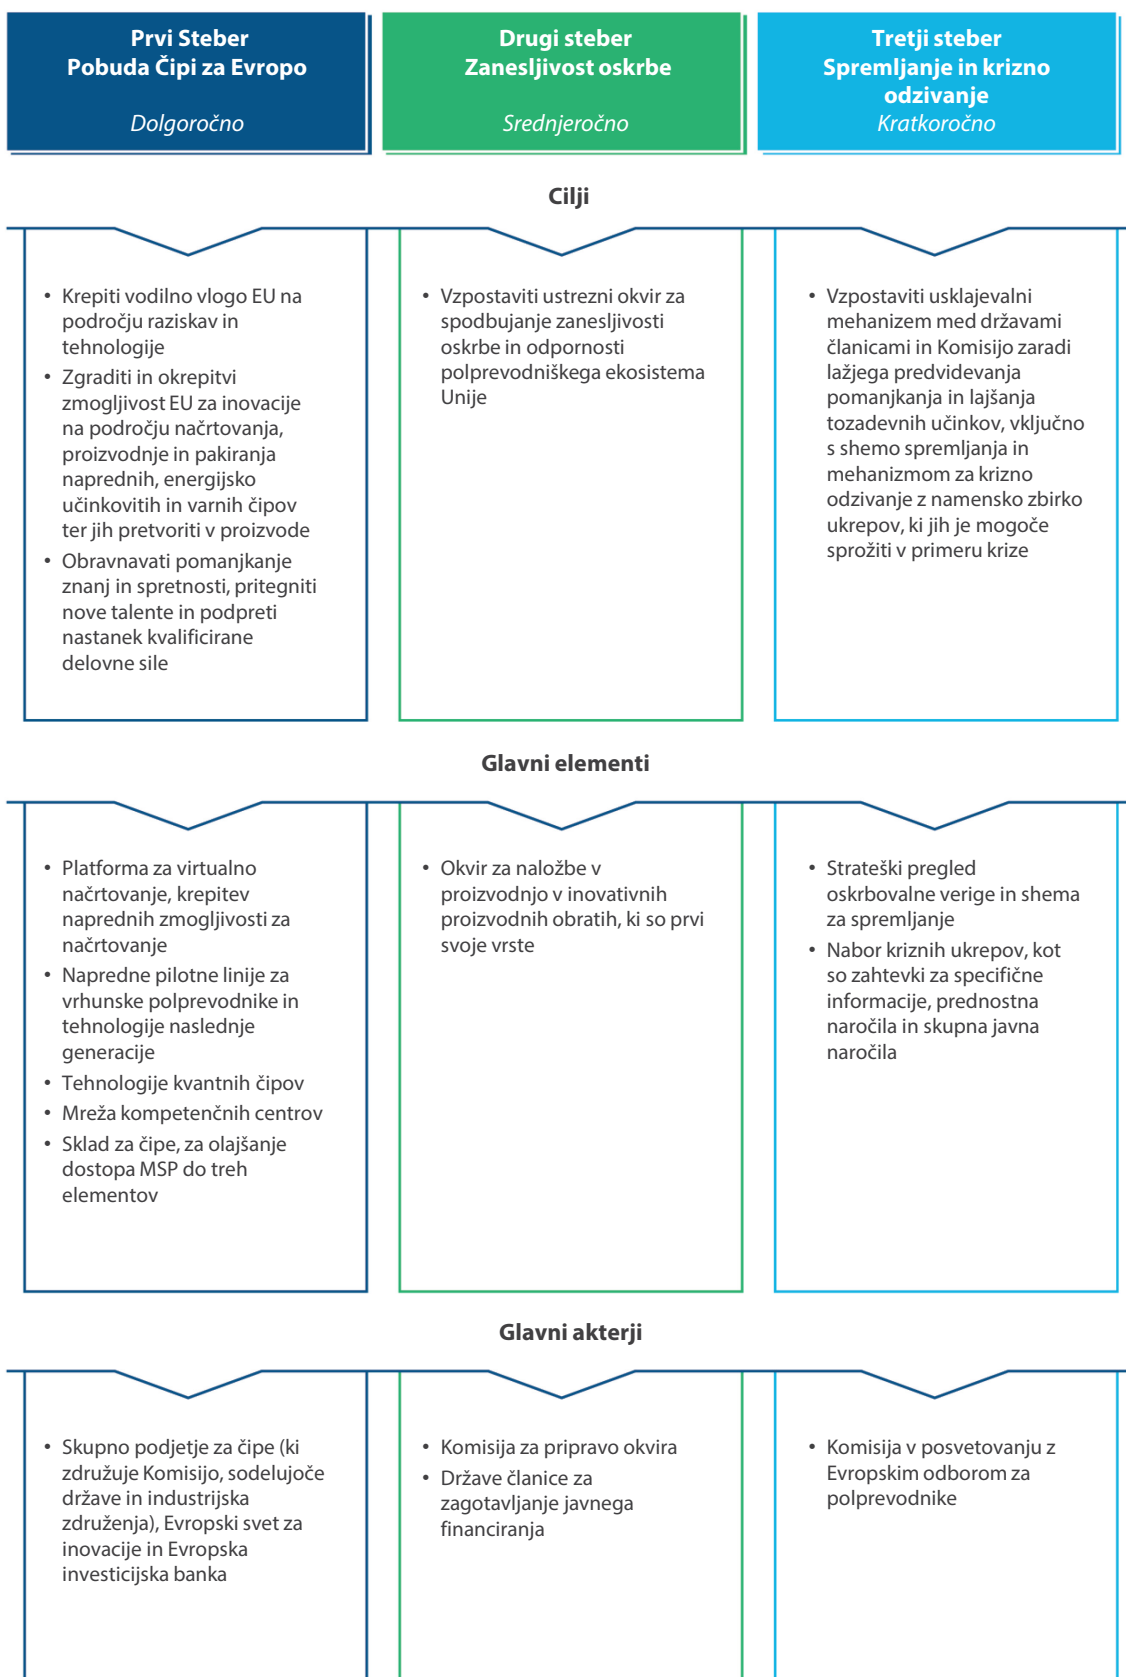 Prvi Steber
Pobuda Čipi za Evropo
Dolgoročno
Drugi steber
Zanesljivost oskrbe
Srednjeročno
Tretji steber
Spremljanje in krizno
odzivanje
Kratkoročno
Cilji
• Krepiti vodilno vlogo EU na
področju raziskav in
tehnologije
• Zgraditi in okrepitvi
zmogljivost EU za inovacije
na področju načrtovanja,
proizvodnje in pakiranja
naprednih, energijsko
učinkovitih in varnih čipov
ter jih pretvoriti v proizvode
• Obravnavati pomanjkanje
znanj in spretnosti, pritegniti
nove talente in podpreti
nastanek kvalificirane
delovne sile
• Vzpostaviti ustrezni okvir za
spodbujanje zanesljivosti
oskrbe in odpornosti
polprevodniškega ekosistema
Unije
• Vzpostaviti usklajevalni
mehanizem med državami
članicami in Komisijo zaradi
lažjega predvidevanja
pomanjkanja in lajšanja
tozadevnih učinkov, vključno
s shemo spremljanja in
mehanizmom za krizno
odzivanje z namensko zbirko
ukrepov, ki jih je mogoče
sprožiti v primeru krize
Glavni elementi
• Platforma za virtualno
načrtovanje, krepitev
naprednih zmogljivosti za
načrtovanje
• Napredne pilotne linije za
vrhunske polprevodnike in
tehnologije naslednje
generacije
• Tehnologije kvantnih čipov
• Mreža kompetenčnih centrov
• Sklad za čipe, za olajšanje
dostopa MSP do treh
elementov
• Okvir za naložbe v
proizvodnjo v inovativnih
proizvodnih obratih, ki so prvi
svoje vrste
• Strateški pregled
oskrbovalne verige in shema
za spremljanje
• Nabor kriznih ukrepov, kot
so zahtevki za specifične
informacije, prednostna
naročila in skupna javna
naročila
Glavni akterji
• Skupno podjetje za čipe (ki
združuje Komisijo, sodelujoče
države in industrijska
združenja), Evropski svet za
inovacije in Evropska
investicijska banka
• Komisija za pripravo okvira
• Države članice za
zagotavljanje javnega
financiranja
• Komisija v posvetovanju z
Evropskim odborom za
polprevodnike